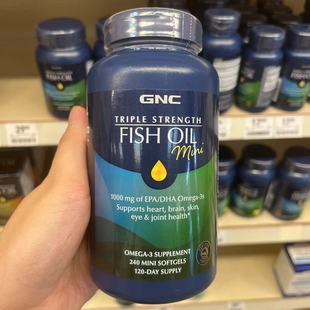 GNC
TRIPLE STRENGTH
FISH OIL
Mini
1000 mg of EPA/DHA Omega-3s
Supports heart, brain, skin,
eye & joint health*
OMEGA-3 SUPPLEMENT
240 MINI SOFTGELS
120-DAY SUPPLY